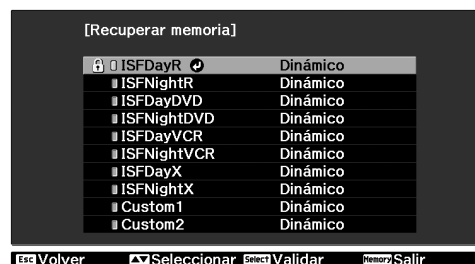 [Recuperar memoria]
ISFDayR Dinámico
ISFNightR Dinámico
ISFDayDVD Dinámico
ISFNightDVD Dinámico
ISFDayVCR Dinámico
ISFNightVCR Dinámico
ISFDayX Dinámico
ISFNightX Dinámico
Custom1 Dinámico
Custom2 Dinámico
Esc Volver Seleccionar Select Validar Memory Salir